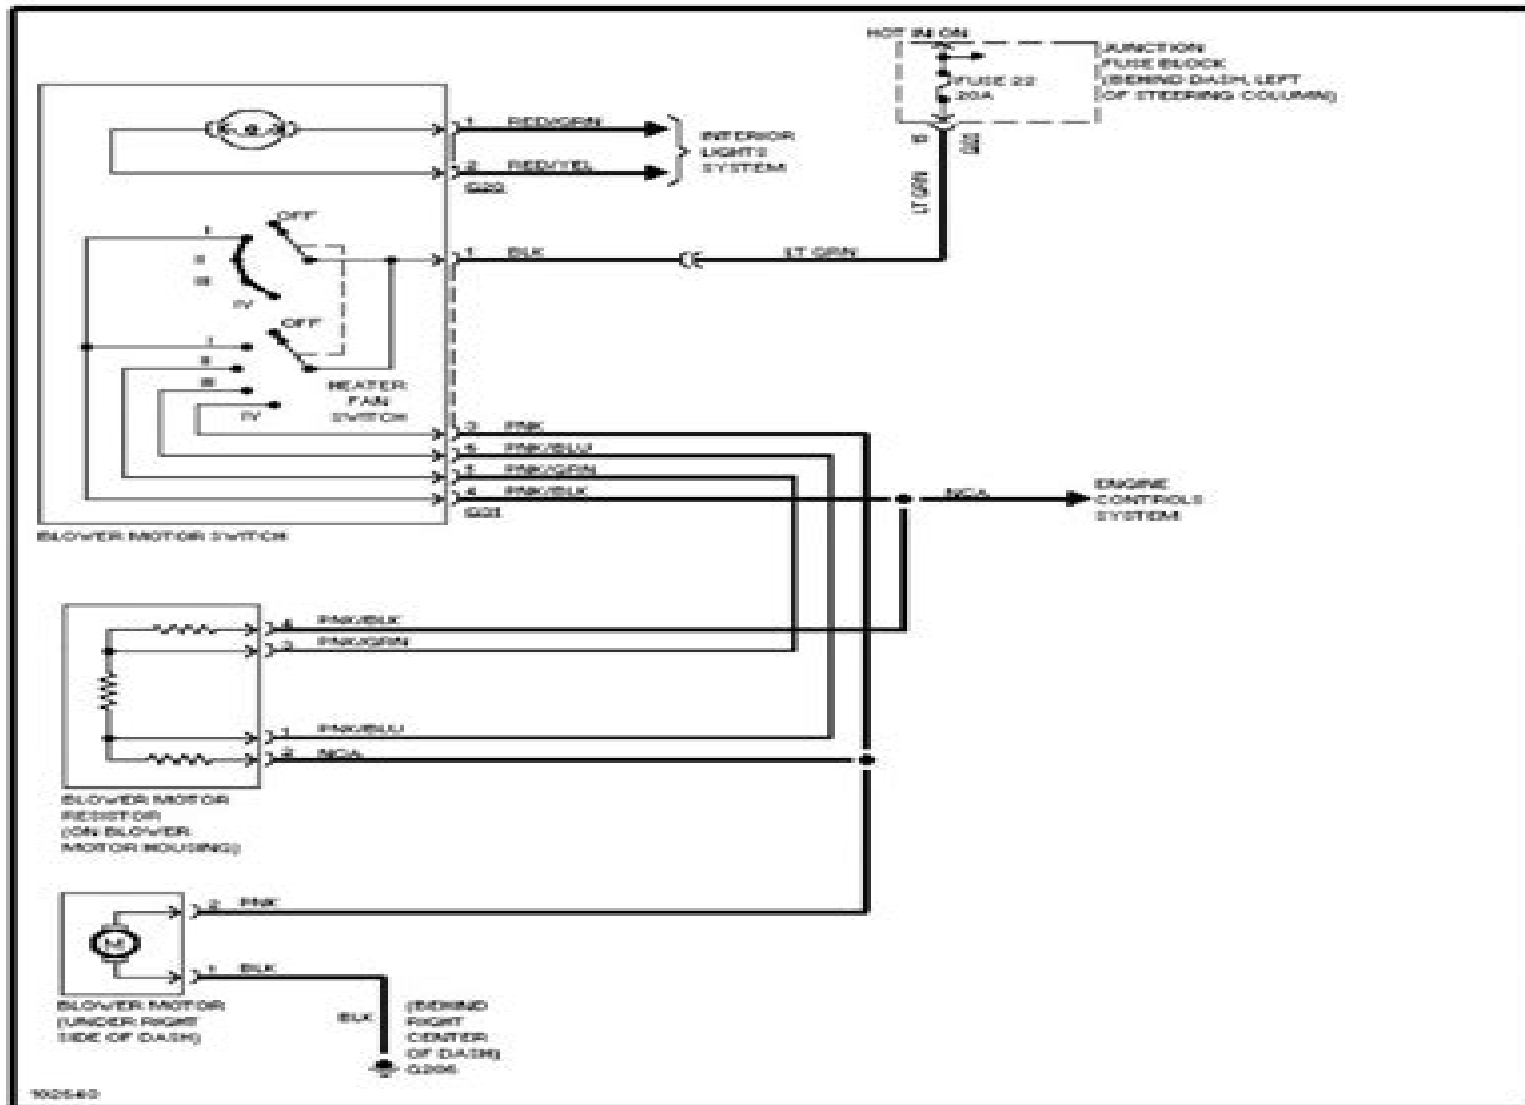 HOT IN ON
JUNCTION
FUSE BLOCK
(BEHIND DASH, LEFT
OF STEERING COLUMN)
FUSE 22
20A
LT GRN
1 RED/GRN
2 RED/YEL
INTERIOR
LIGHTS
SYSTEM
OFF
I
II
III
IV
1 BLK
LT GRN
OFF
I
II
III
IV
HEATER
FAN
SWITCH
3 PNK
6 PNK/BLU
5 PNK/GRN
4 PNK/BLK
NCA
ENGINE
CONTROLS
SYSTEM
BLOWER MOTOR SWITCH
4 PNK/BLK
3 PNK/GRN
1 PNK/BLU
2 NCA
BLOWER MOTOR
RESISTOR
(ON BLOWER
MOTOR HOUSING)
2 PNK
M
1 BLK
BLOWER MOTOR
(UNDER RIGHT
SIDE OF DASH)
BLK
(BEHIND
RIGHT
CENTER
OF DASH)